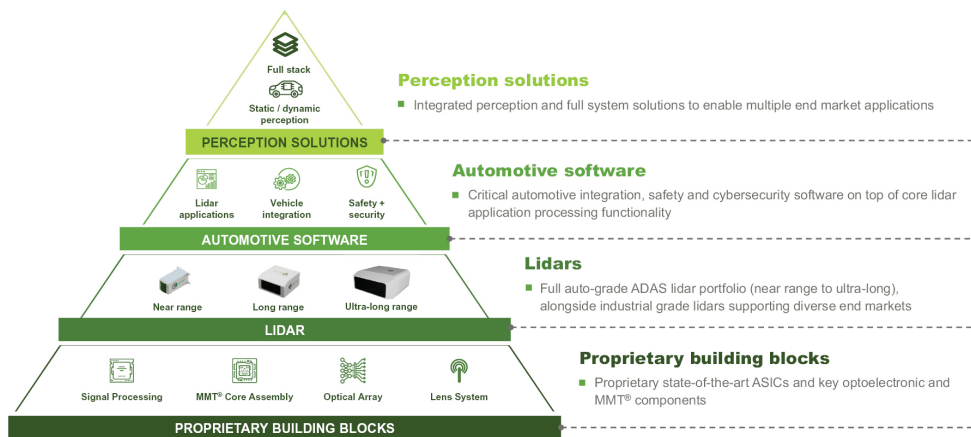 Full stack
Static / dynamic
perception
PERCEPTION SOLUTIONS
Perception solutions
Integrated perception and full system solutions to enable multiple end market applications
Lidar
applications
Vehicle
integration
Safety +
security
AUTOMOTIVE SOFTWARE
Automotive software
Critical automotive integration, safety and cybersecurity software on top of core lidar
application processing functionality
Near range
Long range
Ultra-long range
LIDAR
Lidars
Full auto-grade ADAS lidar portfolio (near range to ultra-long),
alongside industrial grade lidars supporting diverse end markets
Signal Processing
MMT® Core Assembly
Optical Array
Lens System
PROPRIETARY BUILDING BLOCKS
Proprietary building blocks
Proprietary state-of-the-art ASICs and key optoelectronic and
MMT® components